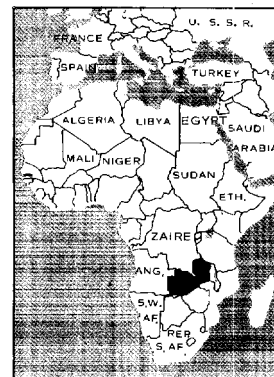 U. S. S. R.
FRANCE
SPAIN
TURKEY
ALGERIA
LIBYA
EGYPT
SAUDI
ARABIA
MALI
NIGER
SUDAN
ETH.
ZAIRE
ANG.
S.W.
AF.
REP.
S. AF.